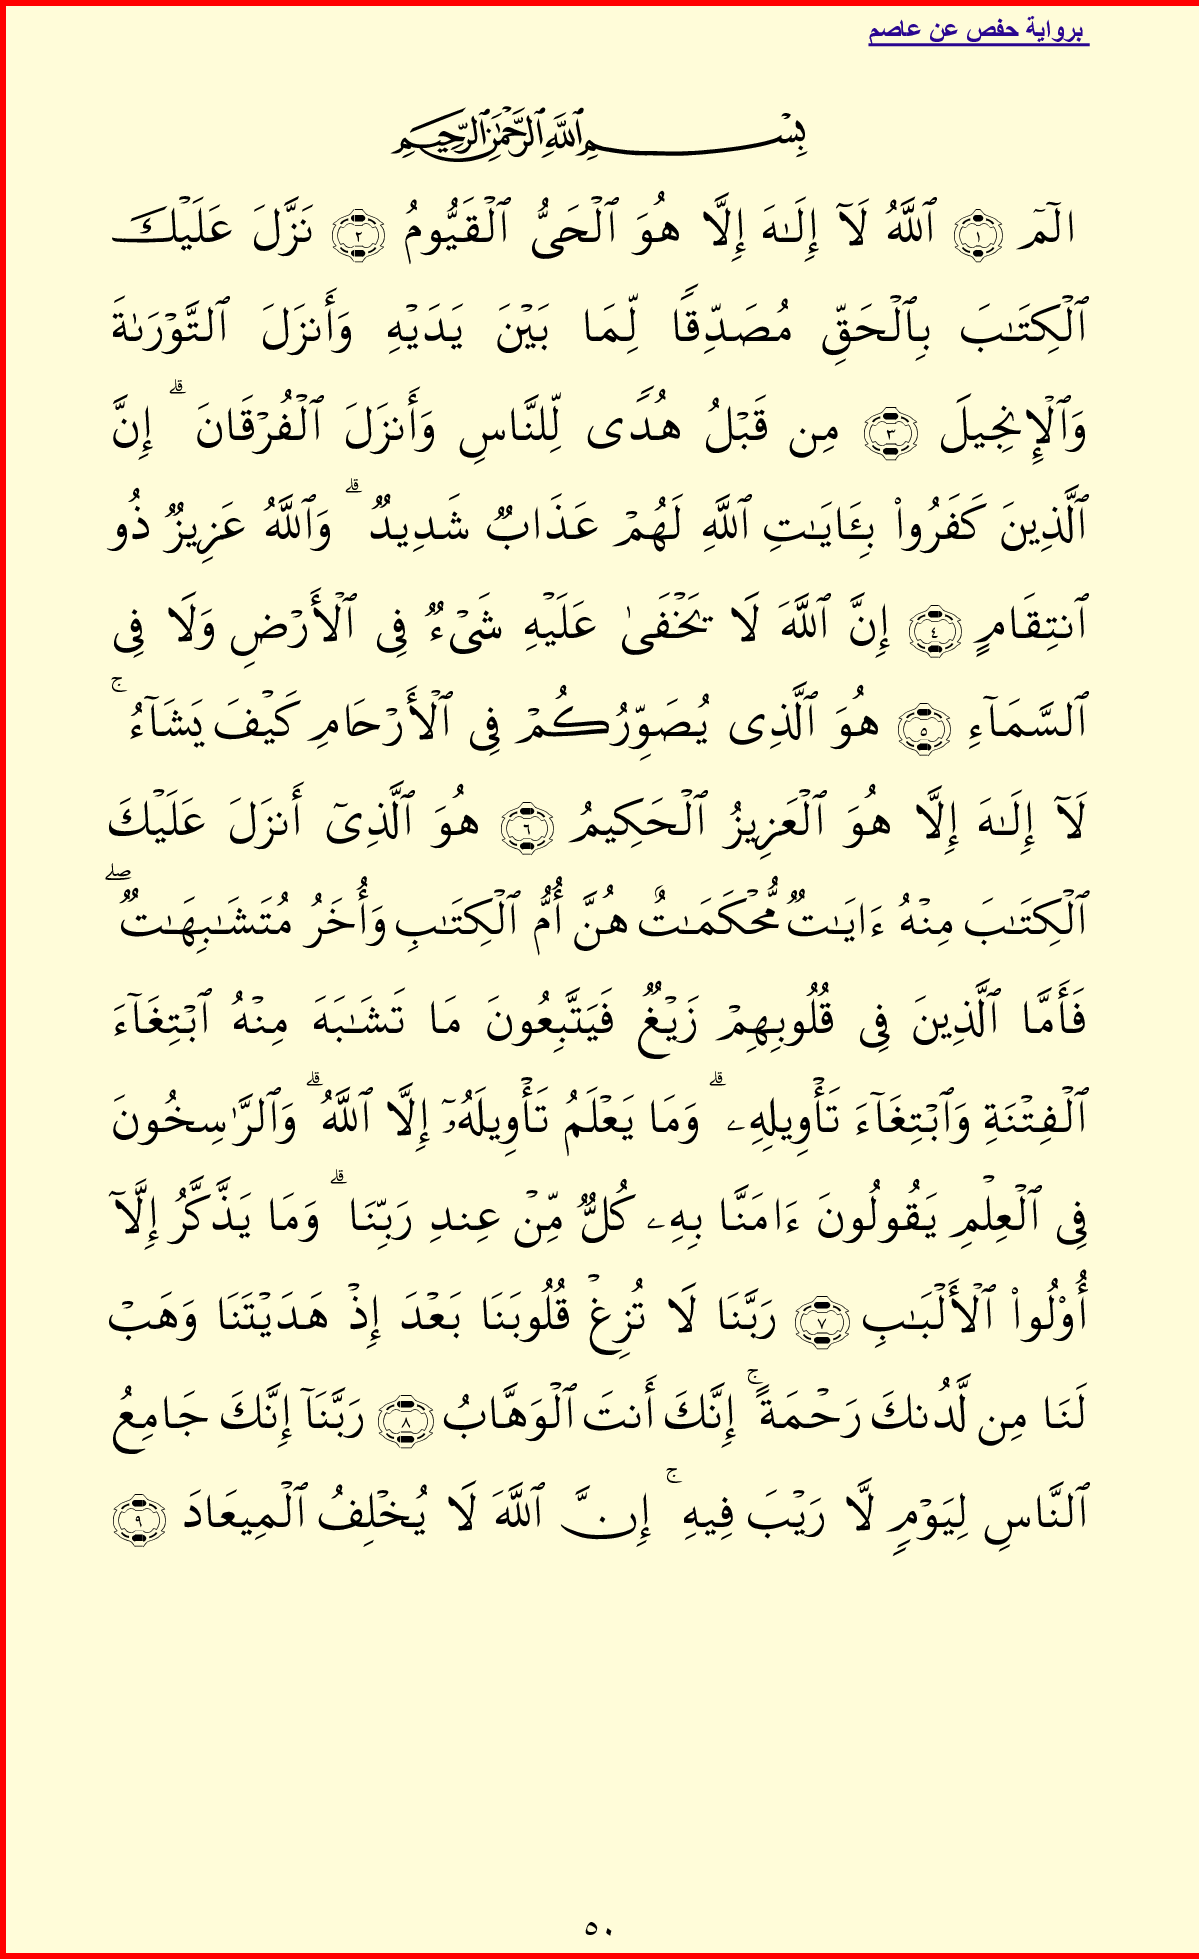 برواية حفص عن عاصم
بِسْمِ ٱللَّهِ ٱلرَّحْمَٰنِ ٱلرَّحِيمِ
الٓمٓ ١ ٱللَّهُ لَآ إِلَٰهَ إِلَّا هُوَ ٱلْحَىُّ ٱلْقَيُّومُ ٢ نَزَّلَ عَلَيْكَ
ٱلْكِتَٰبَ بِٱلْحَقِّ مُصَدِّقًا لِّمَا بَيْنَ يَدَيْهِ وَأَنزَلَ ٱلتَّوْرَىٰةَ
وَٱلْإِنجِيلَ ٣ مِن قَبْلُ هُدًى لِّلنَّاسِ وَأَنزَلَ ٱلْفُرْقَانَ ۗ إِنَّ
ٱلَّذِينَ كَفَرُوا۟ بِـَٔايَٰتِ ٱللَّهِ لَهُمْ عَذَابٌ شَدِيدٌ ۗ وَٱللَّهُ عَزِيزٌ ذُو
ٱنتِقَامٍ ٤ إِنَّ ٱللَّهَ لَا يَخْفَىٰ عَلَيْهِ شَىْءٌ فِى ٱلْأَرْضِ وَلَا فِى
ٱلسَّمَآءِ ٥ هُوَ ٱلَّذِى يُصَوِّرُكُمْ فِى ٱلْأَرْحَامِ كَيْفَ يَشَآءُ ۚ
لَآ إِلَٰهَ إِلَّا هُوَ ٱلْعَزِيزُ ٱلْحَكِيمُ ٦ هُوَ ٱلَّذِىٓ أَنزَلَ عَلَيْكَ
ٱلْكِتَٰبَ مِنْهُ ءَايَٰتٌ مُّحْكَمَٰتٌ هُنَّ أُمُّ ٱلْكِتَٰبِ وَأُخَرُ مُتَشَٰبِهَٰتٌ ۖ
فَأَمَّا ٱلَّذِينَ فِى قُلُوبِهِمْ زَيْغٌ فَيَتَّبِعُونَ مَا تَشَٰبَهَ مِنْهُ ٱبْتِغَآءَ
ٱلْفِتْنَةِ وَٱبْتِغَآءَ تَأْوِيلِهِۦ ۗ وَمَا يَعْلَمُ تَأْوِيلَهُۥٓ إِلَّا ٱللَّهُ ۗ وَٱلرَّٰسِخُونَ
فِى ٱلْعِلْمِ يَقُولُونَ ءَامَنَّا بِهِۦ كُلٌّ مِّنْ عِندِ رَبِّنَا ۗ وَمَا يَذَّكَّرُ إِلَّآ
أُو۟لُوا۟ ٱلْأَلْبَٰبِ ٧ رَبَّنَا لَا تُزِغْ قُلُوبَنَا بَعْدَ إِذْ هَدَيْتَنَا وَهَبْ
لَنَا مِن لَّدُنكَ رَحْمَةً ۚ إِنَّكَ أَنتَ ٱلْوَهَّابُ ٨ رَبَّنَآ إِنَّكَ جَامِعُ
ٱلنَّاسِ لِيَوْمٍ لَّا رَيْبَ فِيهِ ۚ إِنَّ ٱللَّهَ لَا يُخْلِفُ ٱلْمِيعَادَ ٩
٥٠